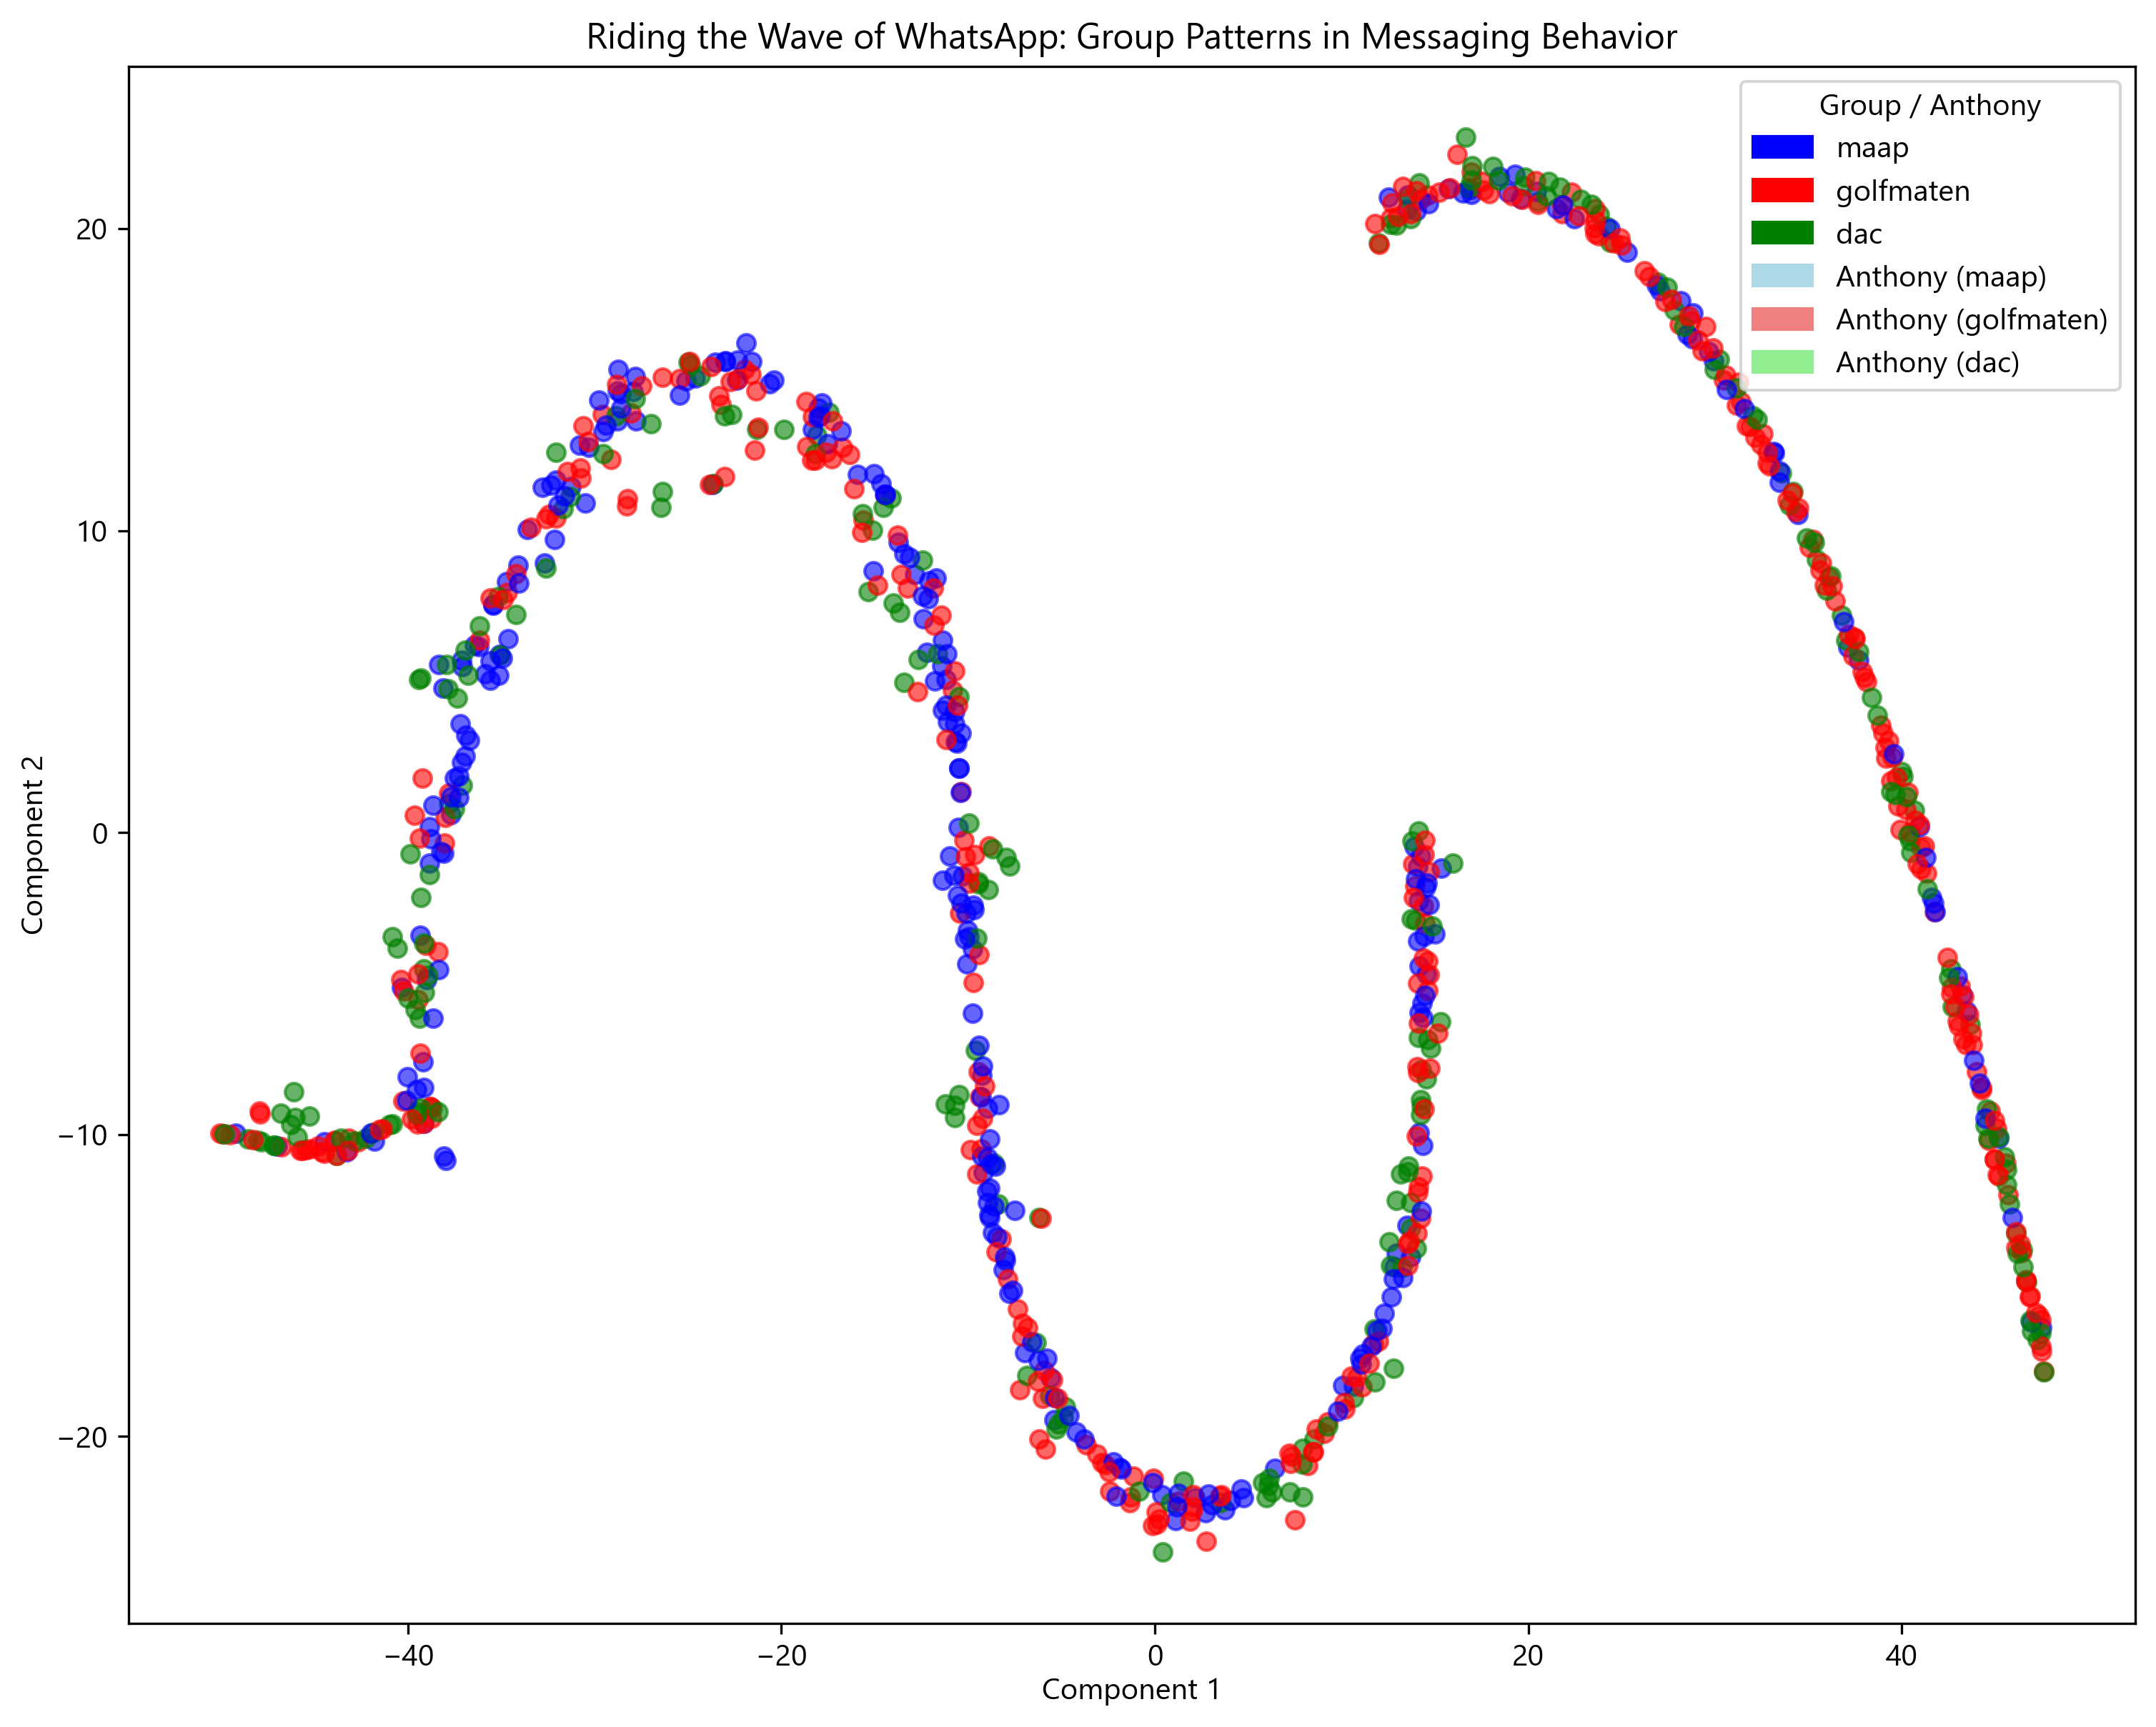 Riding the Wave of WhatsApp: Group Patterns in Messaging Behavior
Group / Anthony
maap
golfmaten
dac
Anthony (maap)
Anthony (golfmaten)
Anthony (dac)
Component 2
20
10
0
−10
−20
−40
−20
0
20
40
Component 1